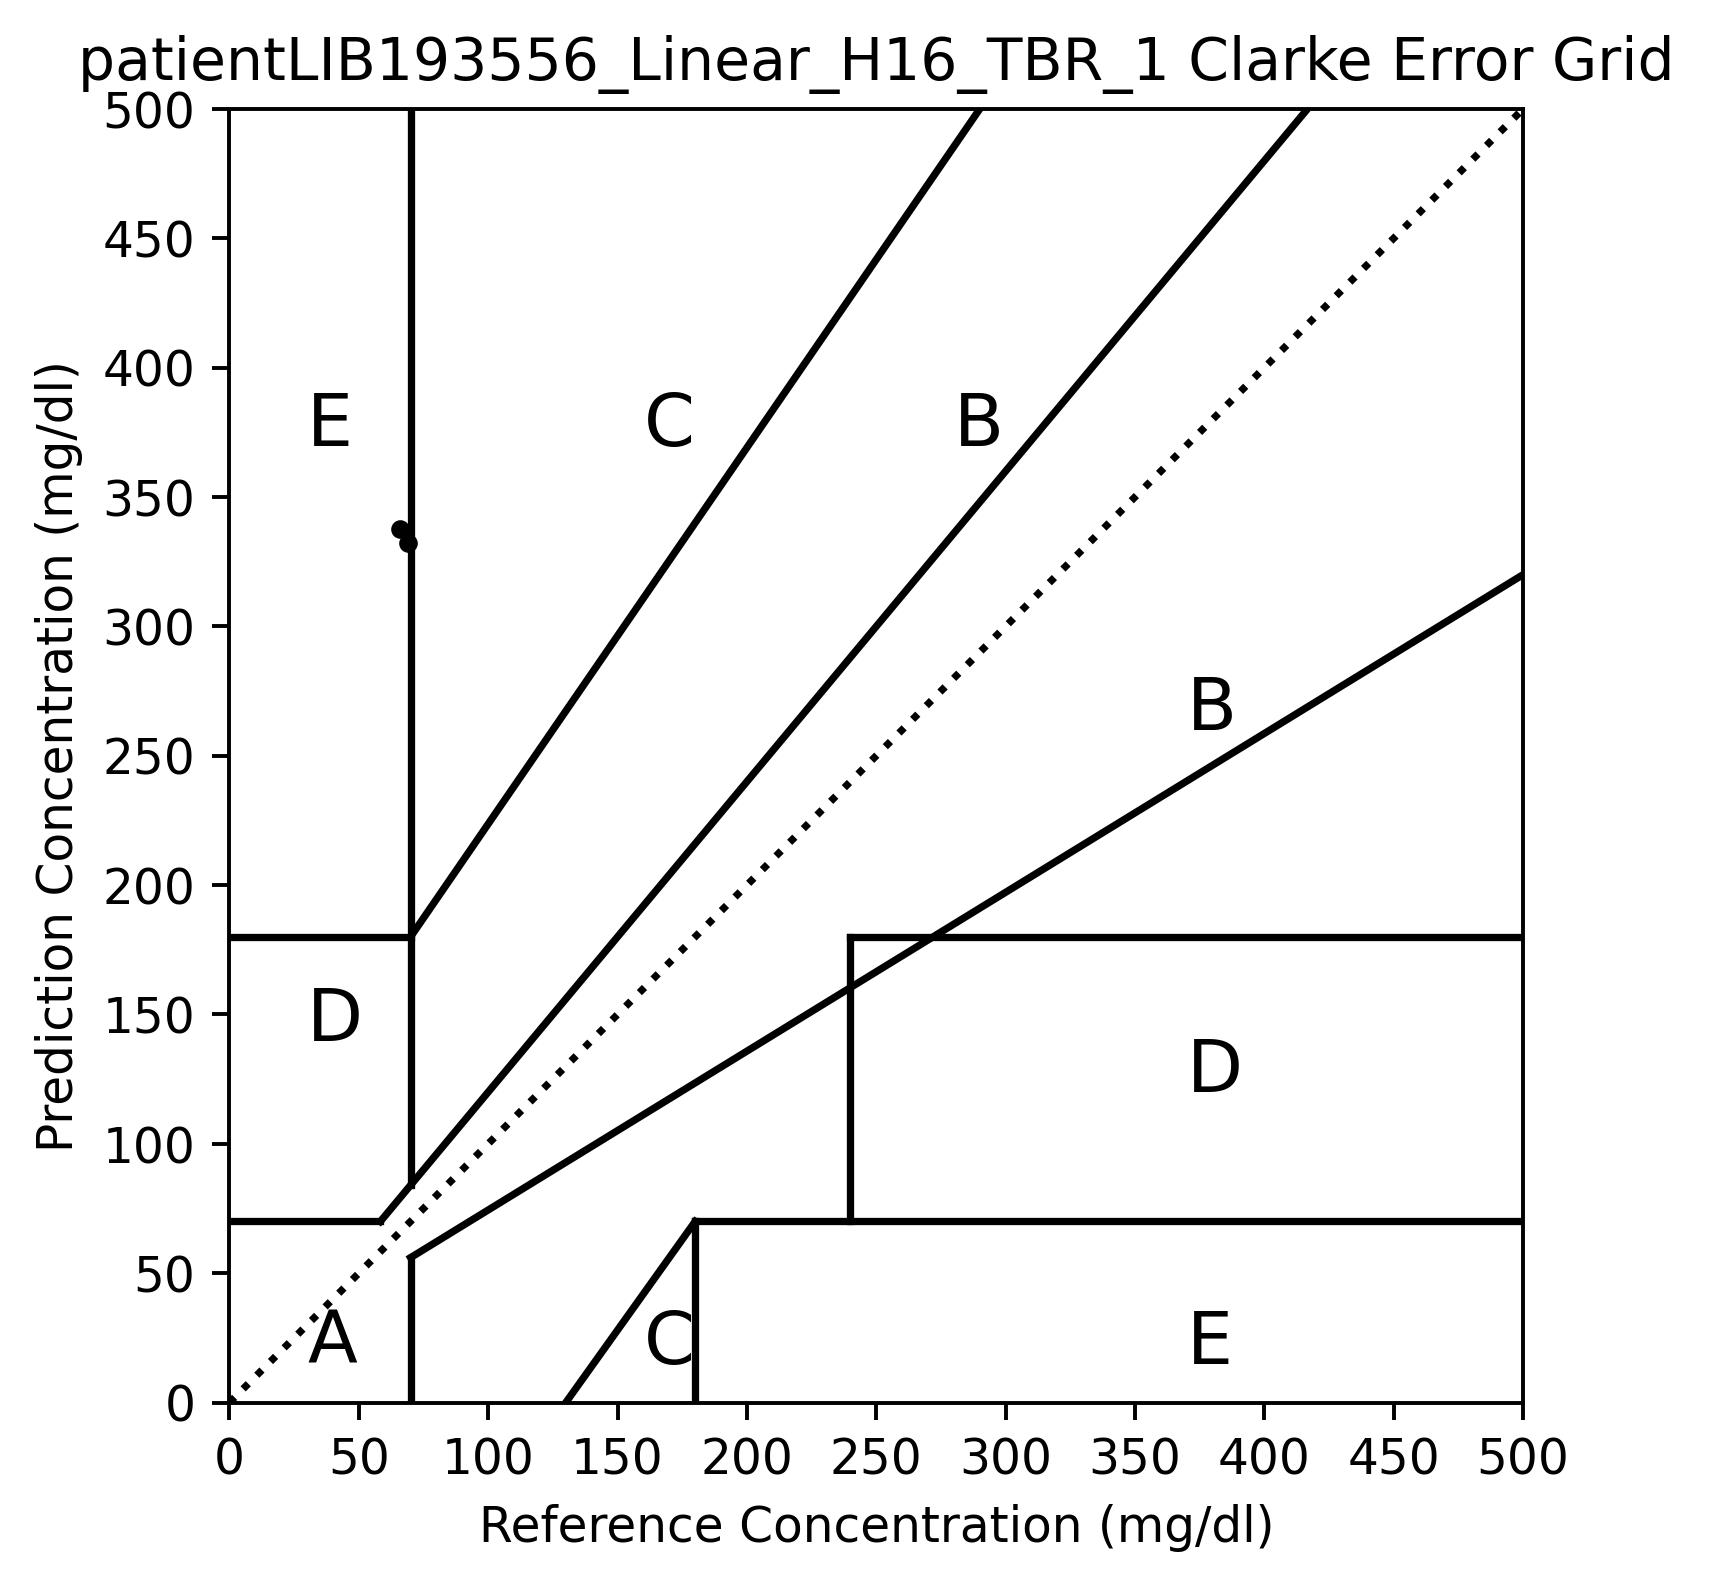 patientLIB193556_Linear_H16_TBR_1 Clarke Error Grid
500
450
400
350
300
250
200
150
100
50
0
Prediction Concentration (mg/dl)
E
C
B
B
D
D
A
C
E
0 50 100 150 200 250 300 350 400 450 500
Reference Concentration (mg/dl)